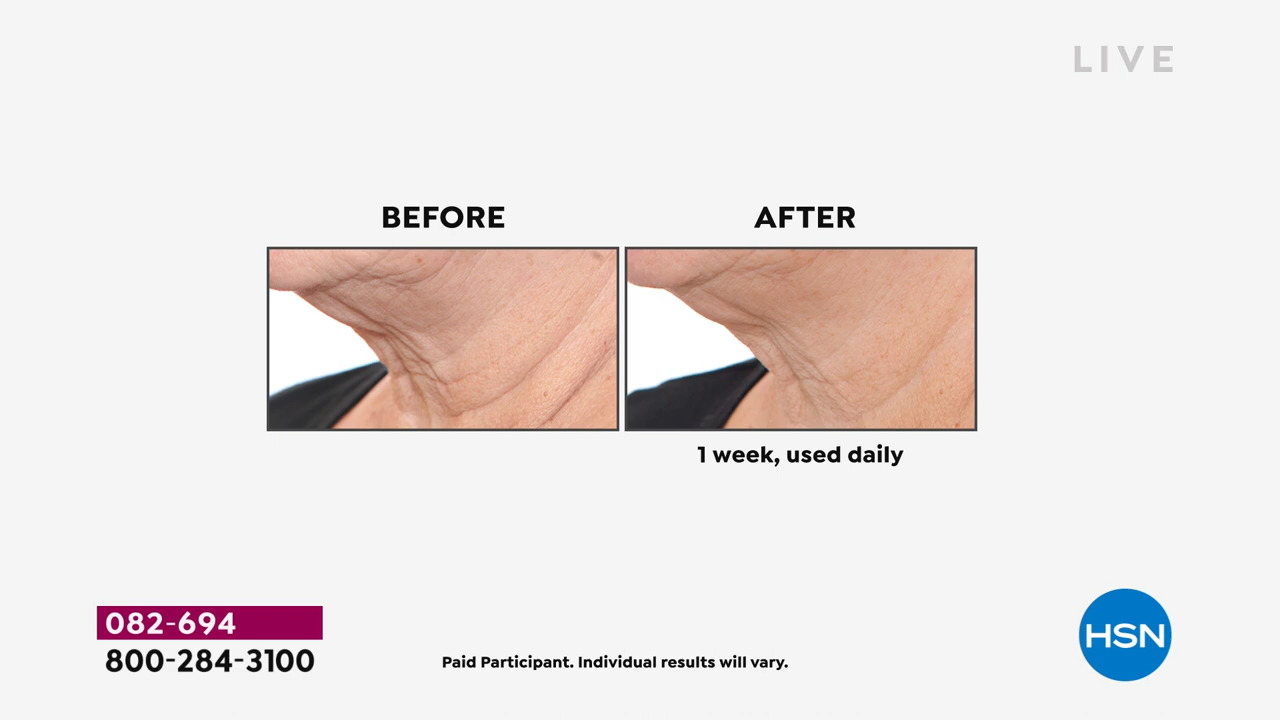 LIVE
BEFORE
AFTER
1 week, used daily
082-694
800-284-3100
Paid Participant. Individual results will vary.
HSN